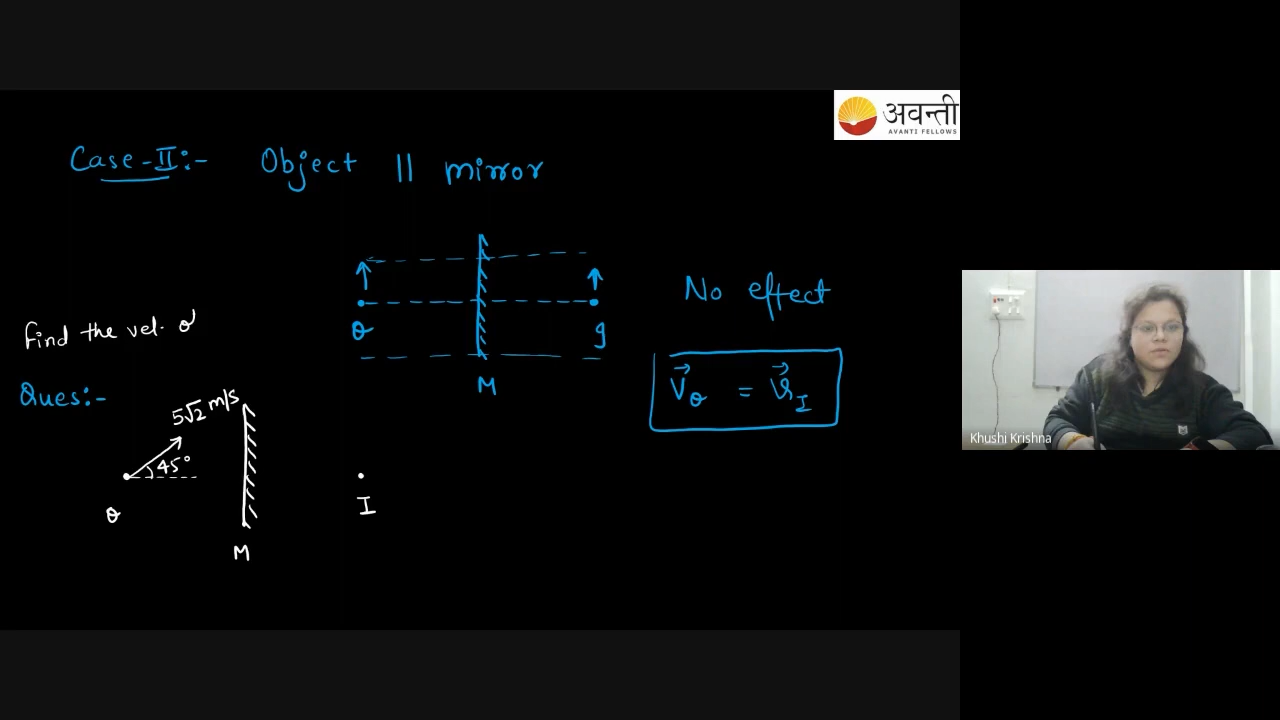 अवन्ती
AVANTI FELLOWS
Case-II:- Object || mirror
No effect
O
I
M
V⃗O = V⃗I
find the vel. of
Ques:-
5√2 m/s
45°
O
M
I
Khushi Krishna